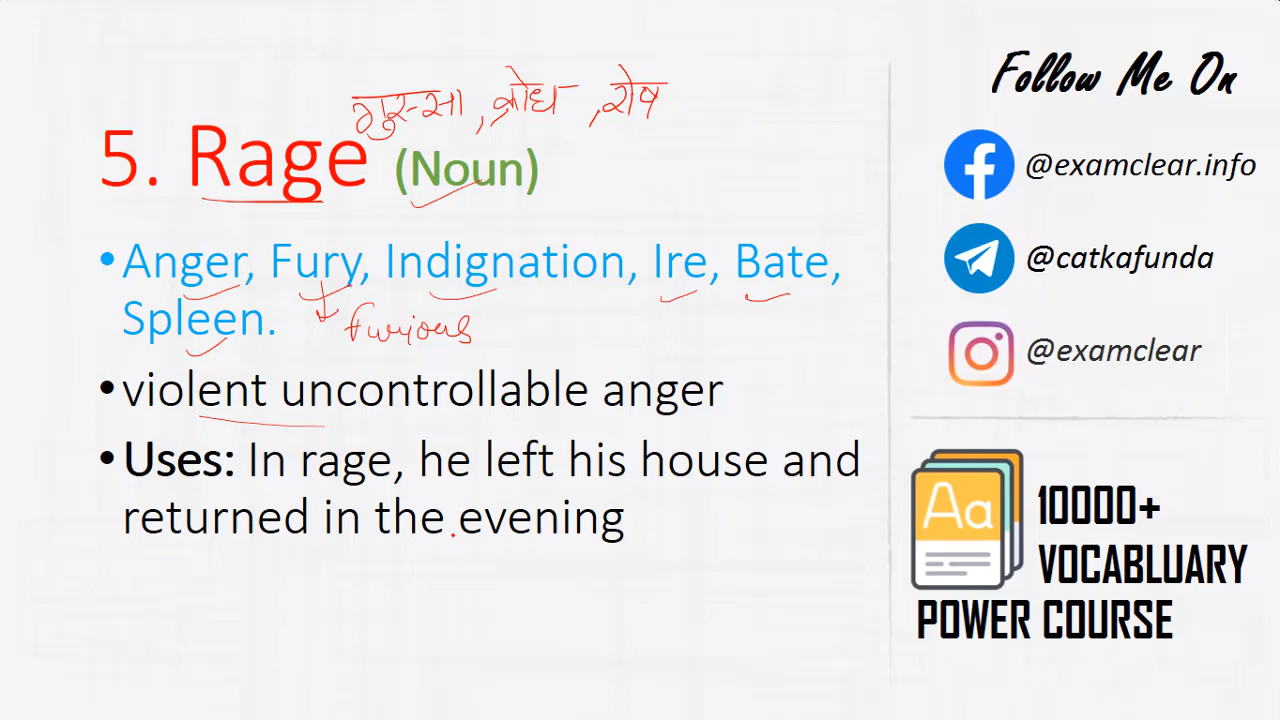 गुस्सा, क्रोध, रोष
5. Rage (Noun)
•Anger, Fury, Indignation, Ire, Bate,
Spleen.
Furious
•violent uncontrollable anger
•Uses: In rage, he left his house and
returned in the evening
Follow Me On
@examclear.info
@catkafunda
@examclear
Aa
10000+
VOCABLUARY
POWER COURSE